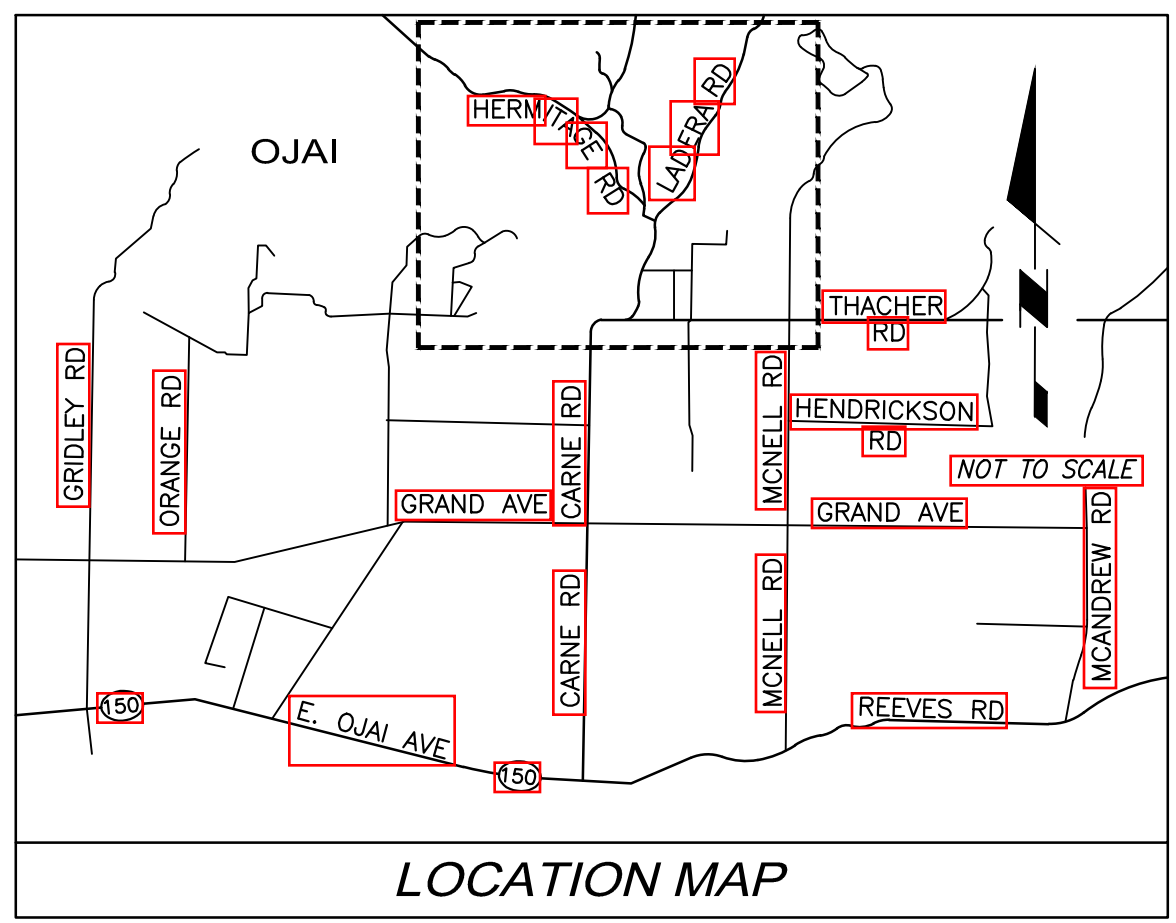 OJAI
HERMITAGE RD
LADERA RD
THACHER
RD
GRIDLEY RD
ORANGE RD
CARNE RD
MCNELL RD
HENDRICKSON
RD
NOT TO SCALE
GRAND AVE
GRAND AVE
MCANDREW RD
CARNE RD
MCNELL RD
150
E. OJAI AVE
REEVES RD
150
N
LOCATION MAP